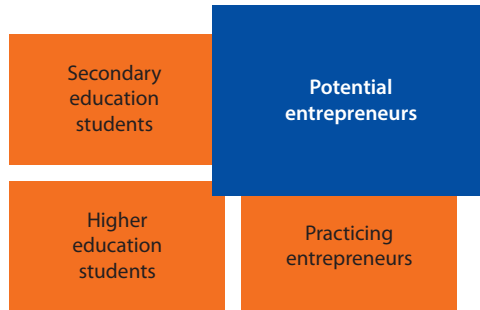 Secondary
education
students
Potential
entrepreneurs
Higher
education
students
Practicing
entrepreneurs